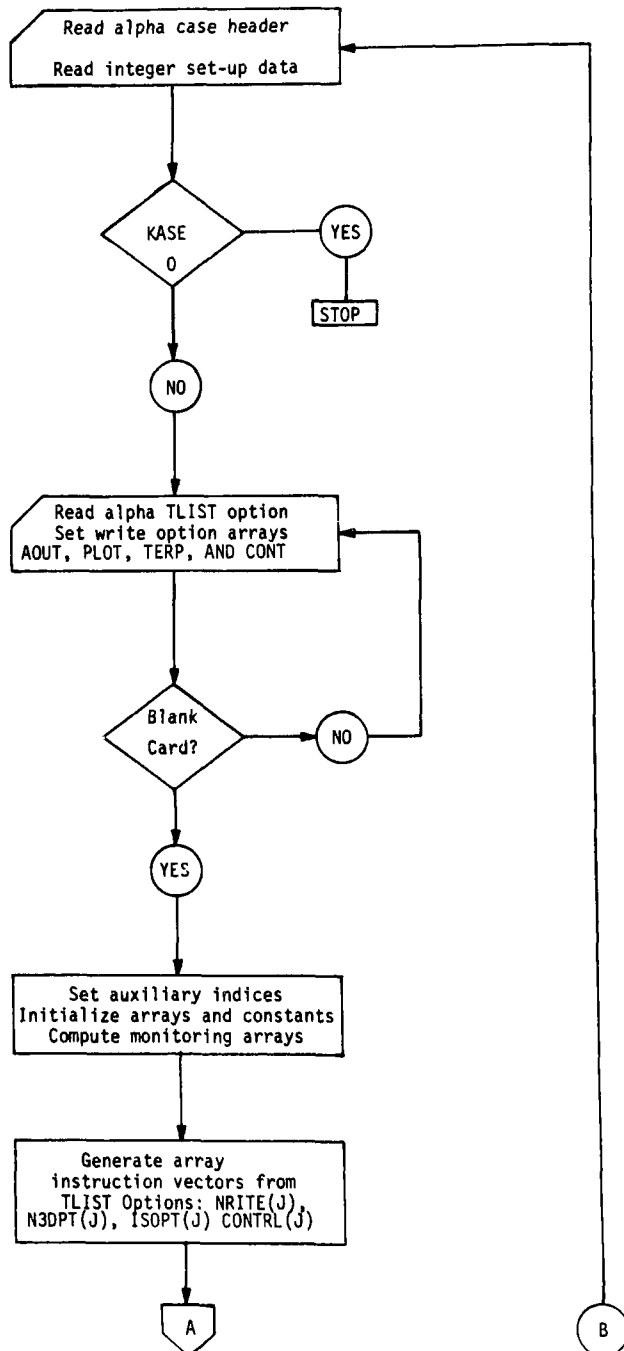 Read alpha case header
Read integer set-up data
KASE
0
YES
STOP
NO
Read alpha TLIST option
Set write option arrays
AOUT, PLOT, TERP, AND CONT
Blank
Card?
NO
YES
Set auxiliary indices
Initialize arrays and constants
Compute monitoring arrays
Generate array
instruction vectors from
TLIST Options: NRITE(J),
N3DPT(J), ISOPT(J) CONTRL(J)
A
B